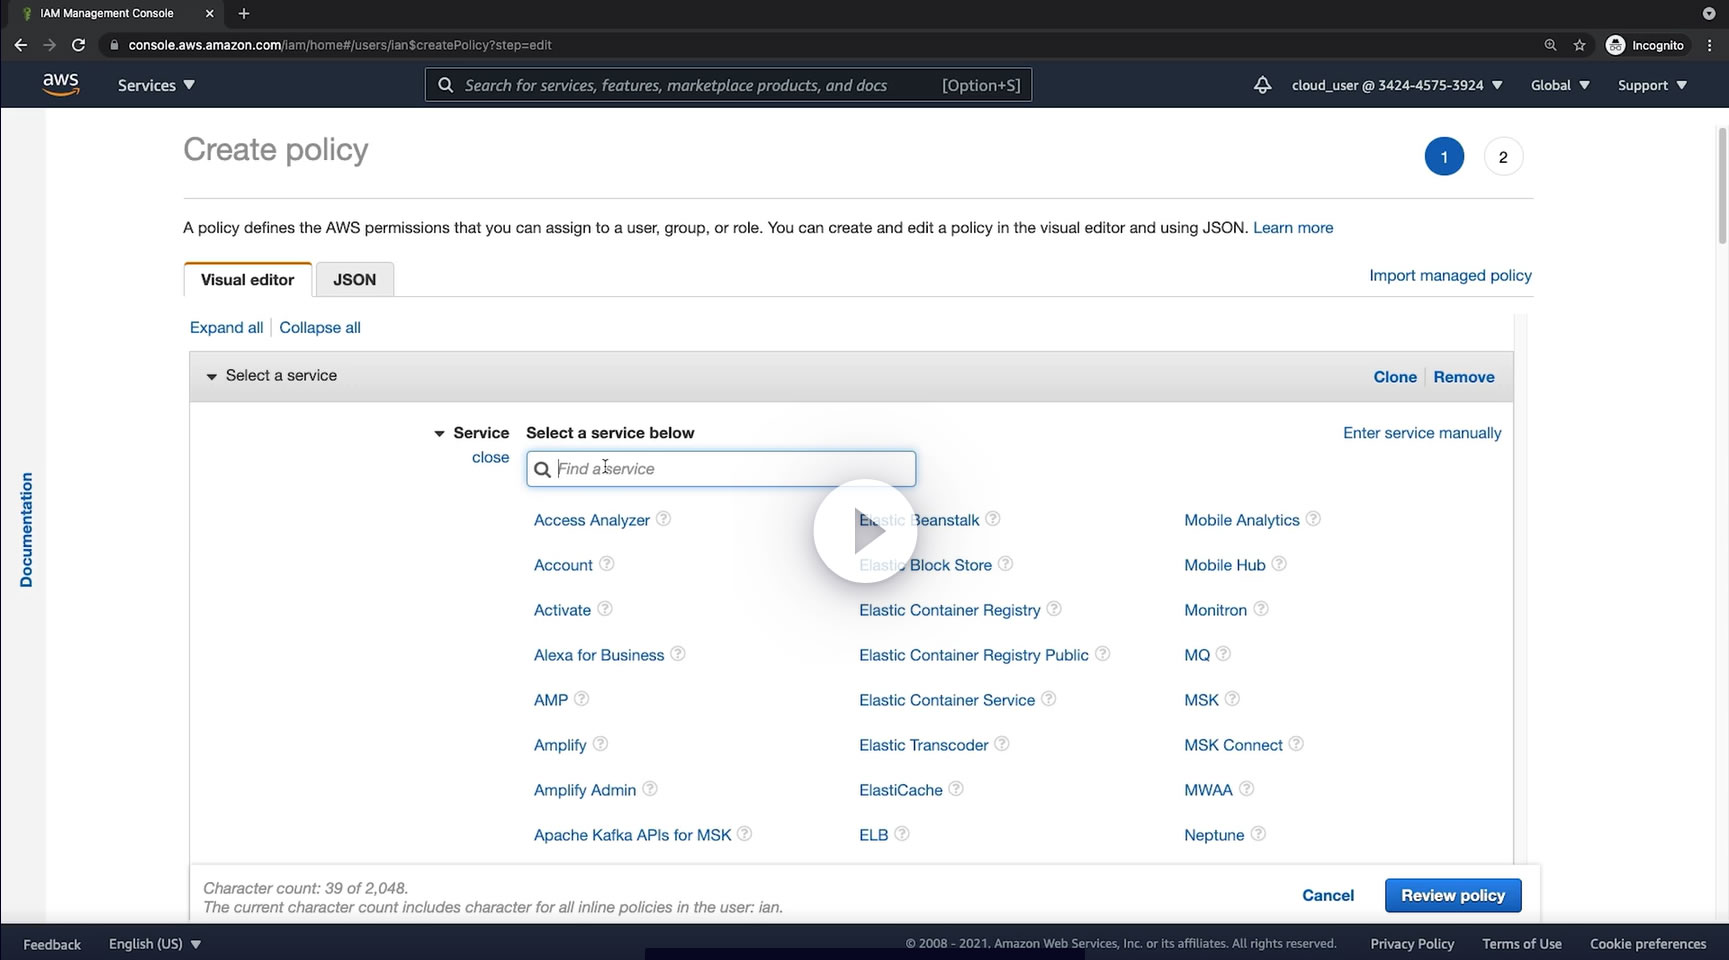 IAM Management Console
console.aws.amazon.com/iam/home#/users/ian$createPolicy?step=edit
Incognito
aws
Services
Search for services, features, marketplace products, and docs [Option+S]
cloud_user @ 3424-4575-3924
Global
Support
Create policy
1
2
A policy defines the AWS permissions that you can assign to a user, group, or role. You can create and edit a policy in the visual editor and using JSON. Learn more
Visual editor
JSON
Import managed policy
Expand all
Collapse all
Select a service
Clone
Remove
Service
Select a service below
Enter service manually
close
Find a service
Access Analyzer
Elastic Beanstalk
Mobile Analytics
Account
Elastic Block Store
Mobile Hub
Activate
Elastic Container Registry
Monitron
Alexa for Business
Elastic Container Registry Public
MQ
AMP
Elastic Container Service
MSK
Amplify
Elastic Transcoder
MSK Connect
Amplify Admin
ElastiCache
MWAA
Apache Kafka APIs for MSK
ELB
Neptune
Documentation
Character count: 39 of 2,048.
The current character count includes character for all inline policies in the user: ian.
Cancel
Review policy
Feedback
English (US)
© 2008 - 2021, Amazon Web Services, Inc. or its affiliates. All rights reserved.
Privacy Policy
Terms of Use
Cookie preferences